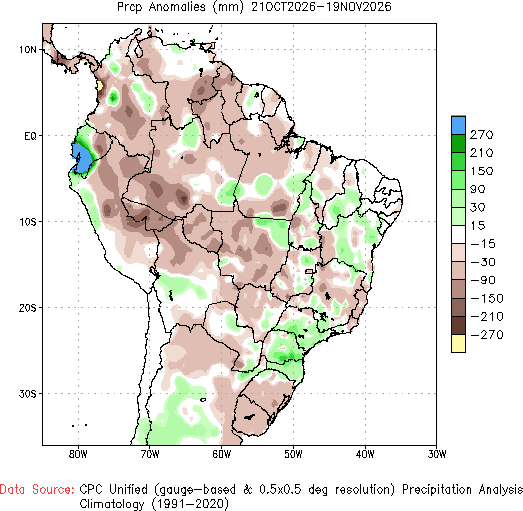 Prcp Anomalies (mm) 21OCT2026-19NOV2026
10N
EQ
10S
20S
30S
80W 70W 60W 50W 40W 30W
270
210
150
90
30
15
-15
-30
-90
-150
-210
-270
Data Source: CPC Unified (gauge-based & 0.5x0.5 deg resolution) Precipitation Analysis
Climatology (1991-2020)